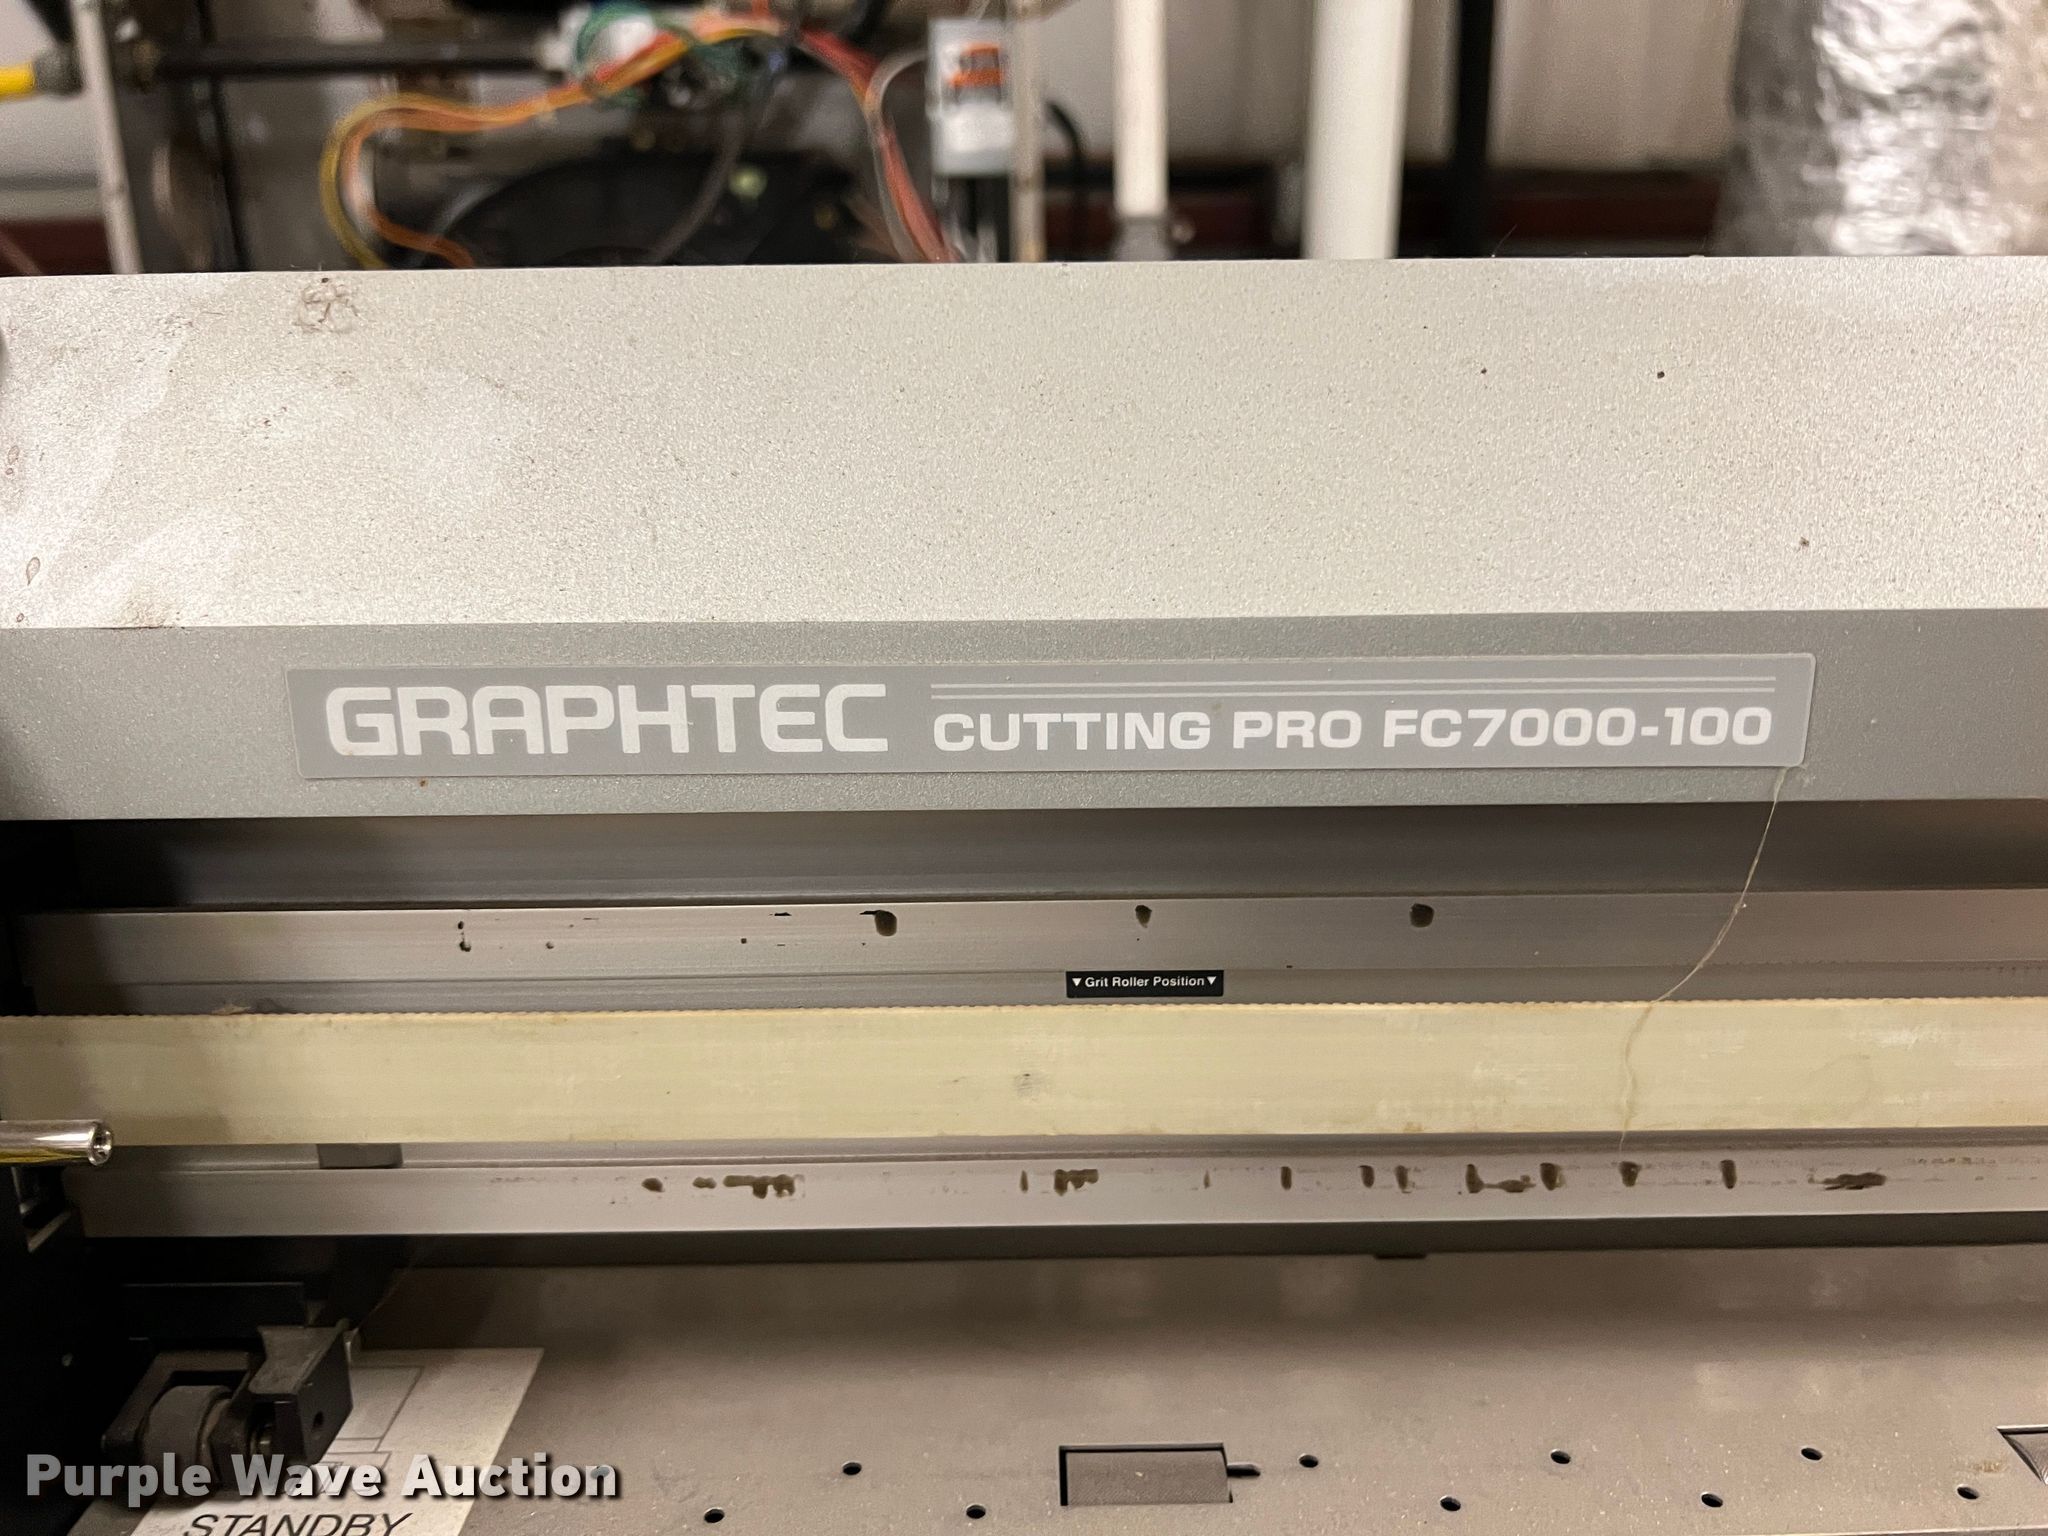 GRAPHTEC CUTTING PRO FC7000-100
▼Grit Roller Position▼
Purple Wave Auction
STANDBY